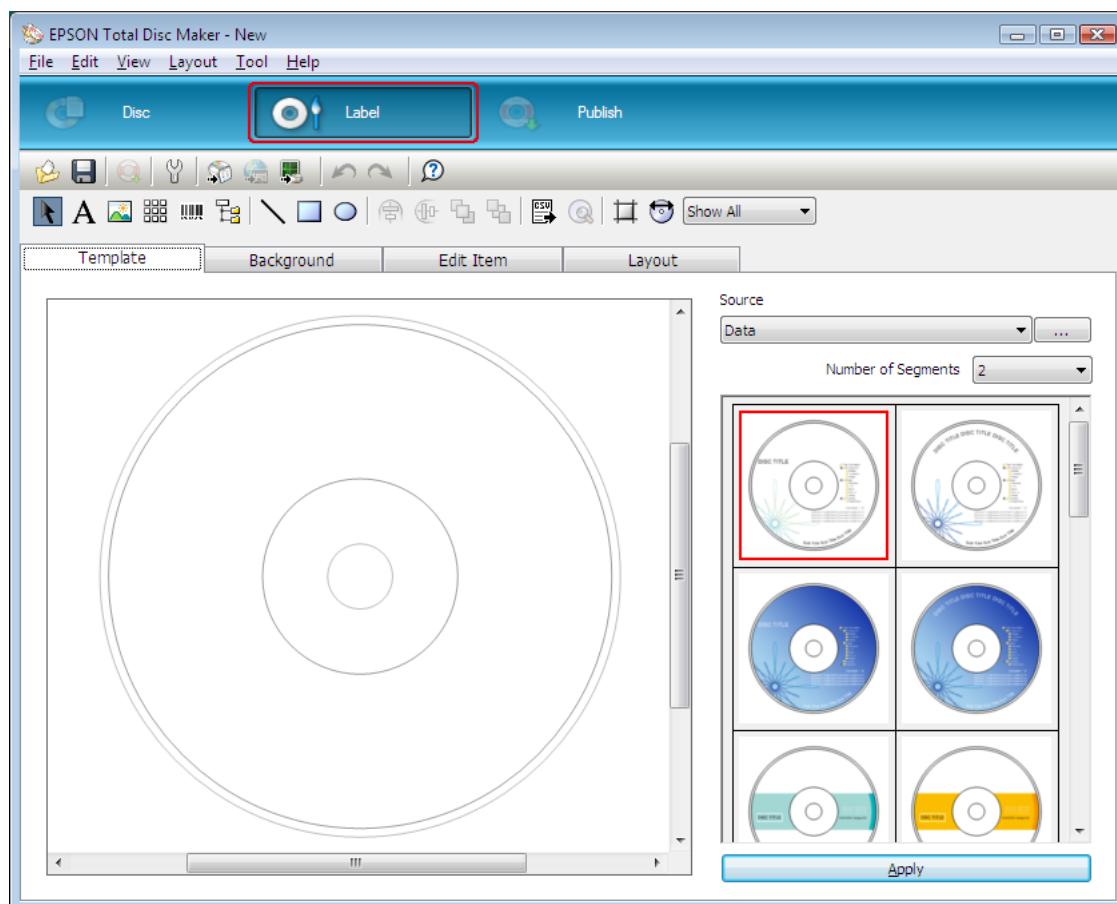 EPSON Total Disc Maker - New
File Edit View Layout Tool Help
Disc Label Publish
CSV Show All
Template Background Edit Item Layout
Source
Data ...
Number of Segments 2
DISC TITLE
DISC TITLE DISC TITLE DISC TITLE
DISC TITLE
DISC TITLE DISC TITLE DISC TITLE
DISC TITLE
DISC TITLE
Apply